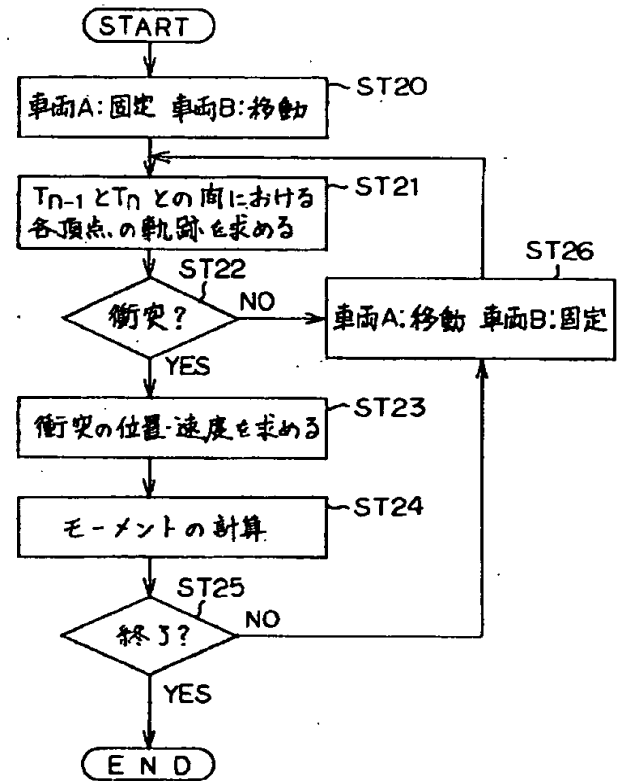 START
ST20
車両A:固定 車両B:移動
ST21
Tn-1とTnとの間における
各頂点の軌跡を求める
ST22
衝突?
NO
YES
ST26
車両A:移動 車両B:固定
ST23
衝突の位置・速度を求める
ST24
モーメントの計算
ST25
終了?
NO
YES
END